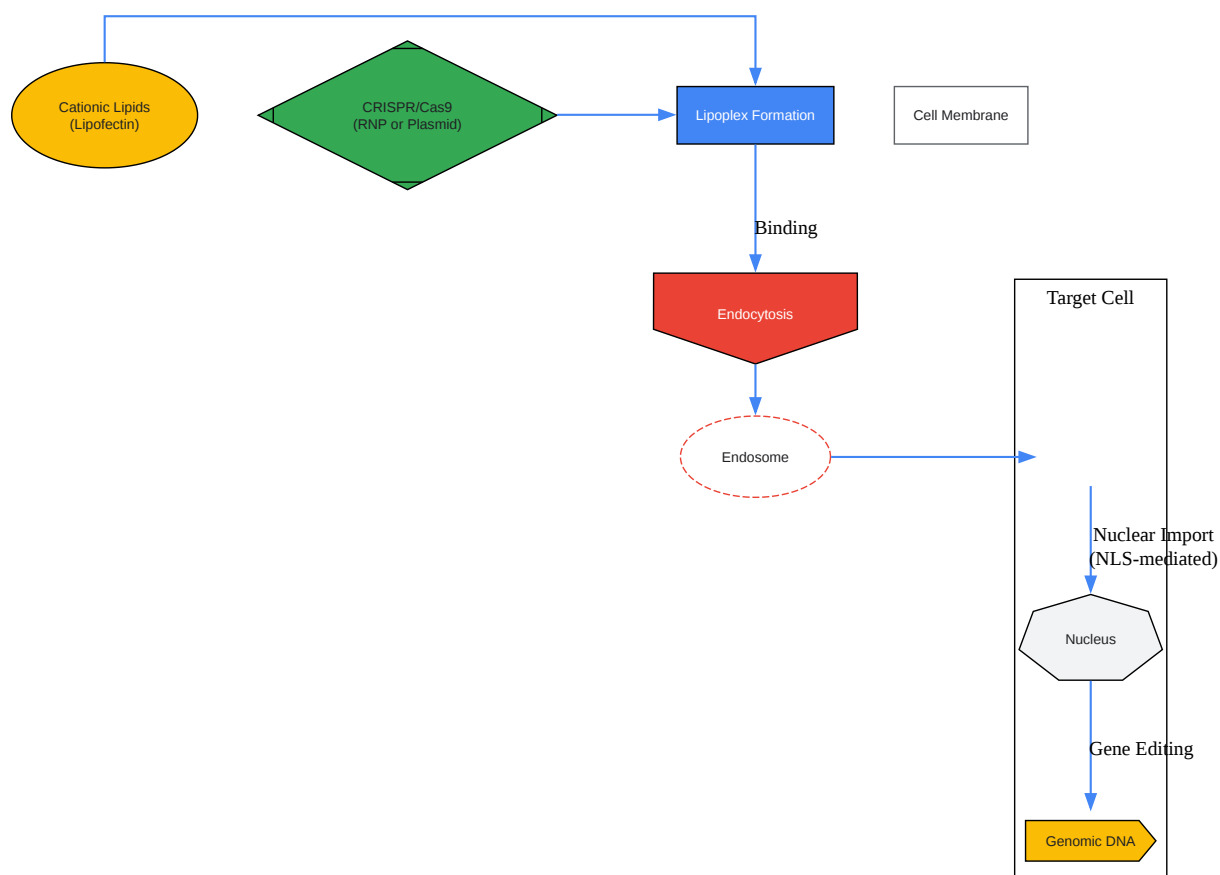 Cationic Lipids
(Lipofectin)
CRISPR/Cas9
(RNP or Plasmid)
Lipoplex Formation
Cell Membrane
Binding
Endocytosis
Target Cell
Endosome
Nuclear Import
(NLS-mediated)
Nucleus
Gene Editing
Genomic DNA